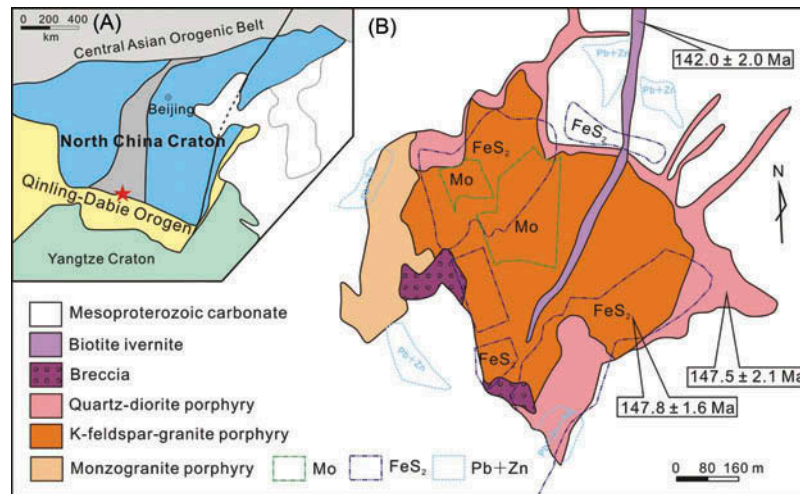 0 200 400
km
(A)
Central Asian Orogenic Belt
Beijing
North China Craton
Qinling-Dabie Orogen
Yangtze Craton
Mesoproterozoic carbonate
Biotite ivernite
Breccia
Quartz-diorite porphyry
K-feldspar-granite porphyry
Monzogranite porphyry
Mo
FeS2
Pb+Zn
(B)
Pb+Zn
Pb+Zn
142.0 ± 2.0 Ma
FeS2
FeS2
Mo
Mo
N
Pb+Zn
FeS2
Pb+Zn
FeS
147.5 ± 2.1 Ma
147.8 ± 1.6 Ma
0 80 160 m